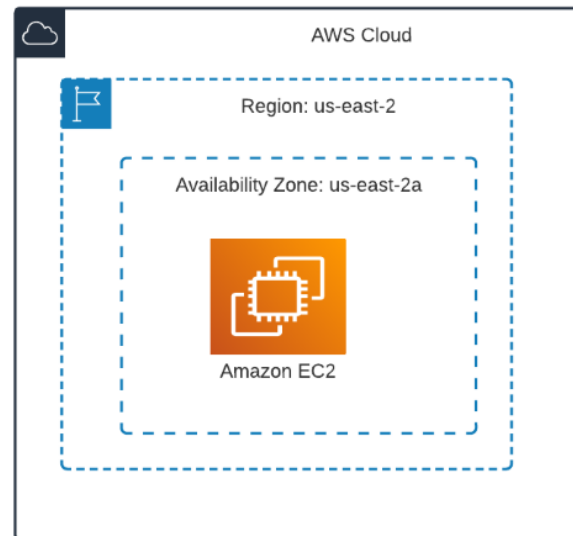 AWS Cloud
Region: us-east-2
Availability Zone: us-east-2a
Amazon EC2